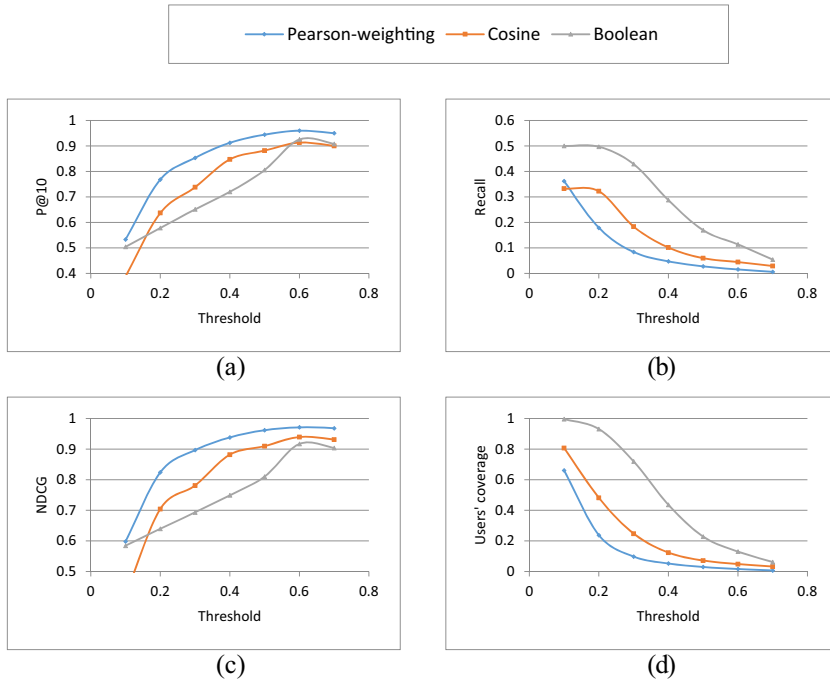 Pearson-weighting Cosine Boolean
P@10
1
0.9
0.8
0.7
0.6
0.5
0.4
0 0.2 0.4 0.6 0.8
Threshold
(a)
Recall
0.6
0.5
0.4
0.3
0.2
0.1
0
0 0.2 0.4 0.6 0.8
Threshold
(b)
NDCG
1
0.9
0.8
0.7
0.6
0.5
0 0.2 0.4 0.6 0.8
Threshold
(c)
Users' coverage
1
0.8
0.6
0.4
0.2
0
0 0.2 0.4 0.6 0.8
Threshold
(d)